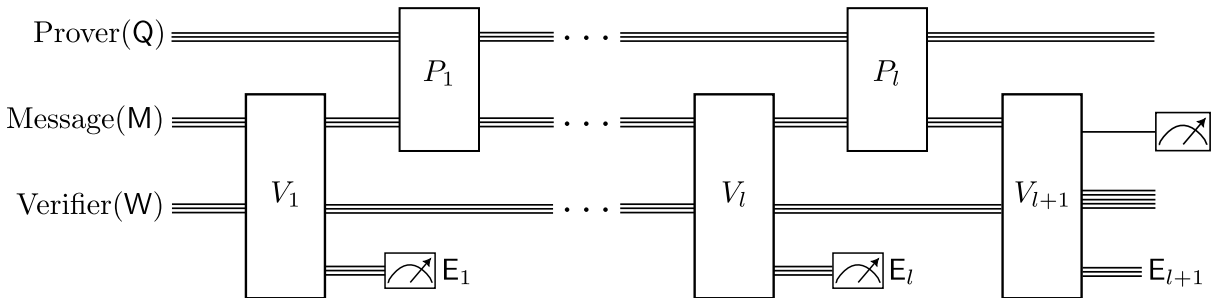 Prover(Q) P₁ ··· Pₗ
Message(M) ···
Verifier(W) V₁ ··· Vₗ Vₗ₊₁
E₁ Eₗ Eₗ₊₁